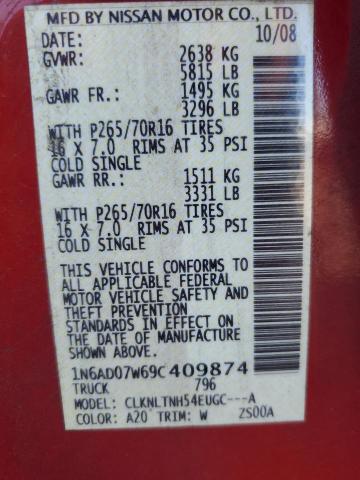 MFD BY NISSAN MOTOR CO., LTD.
DATE: 10/08
GVWR: 2638 KG
5815 LB
GAWR FR.: 1495 KG
3296 LB
WITH P265/70R16 TIRES
16 X 7.0 RIMS AT 35 PSI
COLD SINGLE
GAWR RR.: 1511 KG
3331 LB
WITH P265/70R16 TIRES
16 X 7.0 RIMS AT 35 PSI
COLD SINGLE
THIS VEHICLE CONFORMS TO
ALL APPLICABLE FEDERAL
MOTOR VEHICLE SAFETY AND
THEFT PREVENTION
STANDARDS IN EFFECT ON
THE DATE OF MANUFACTURE
SHOWN ABOVE.
1N6AD07W69C409874
TRUCK 796
MODEL: CLKNLTNH54EUGC---A
COLOR: A20 TRIM: W ZS00A